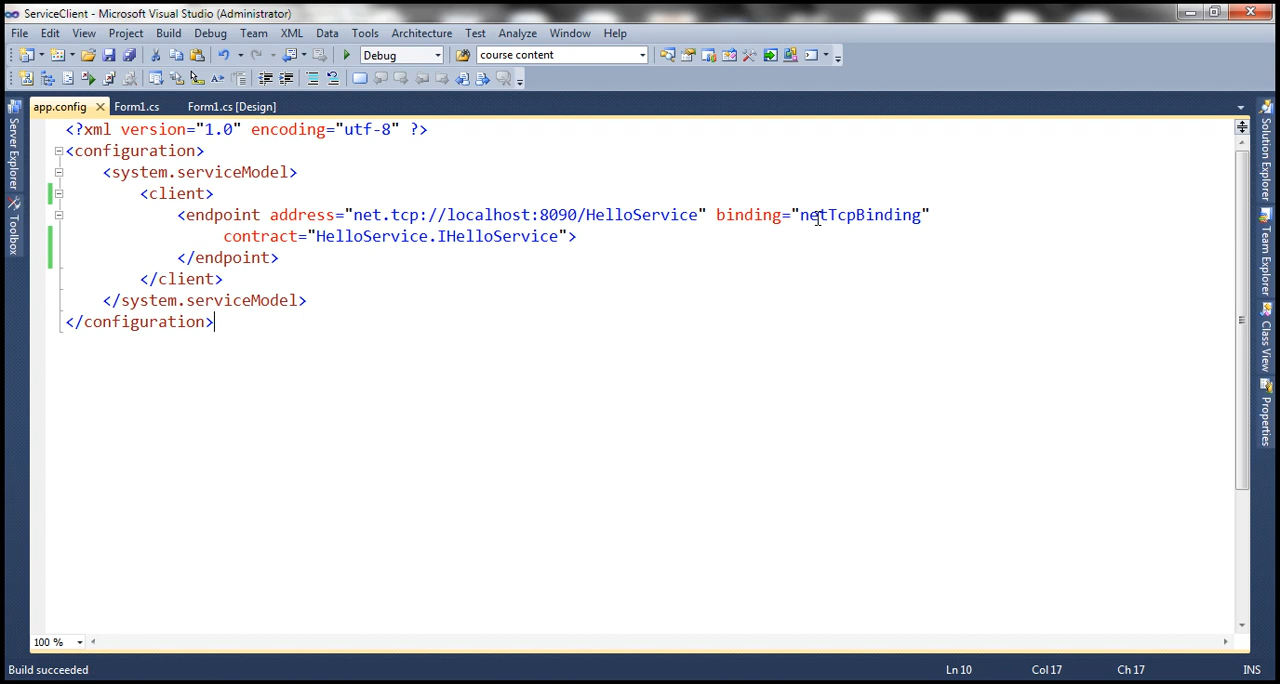 ServiceClient - Microsoft Visual Studio (Administrator)
File Edit View Project Build Debug Team XML Data Tools Architecture Test Analyze Window Help
Debug course content
app.config Form1.cs Form1.cs [Design]
<?xml version="1.0" encoding="utf-8" ?>
<configuration>
<system.serviceModel>
<client>
<endpoint address="net.tcp://localhost:8090/HelloService" binding="netTcpBinding"
contract="HelloService.IHelloService">
</endpoint>
</client>
</system.serviceModel>
</configuration>
Server Explorer
Toolbox
Solution Explorer
Team Explorer
Class View
Properties
100 %
Build succeeded Ln 10 Col 17 Ch 17 INS